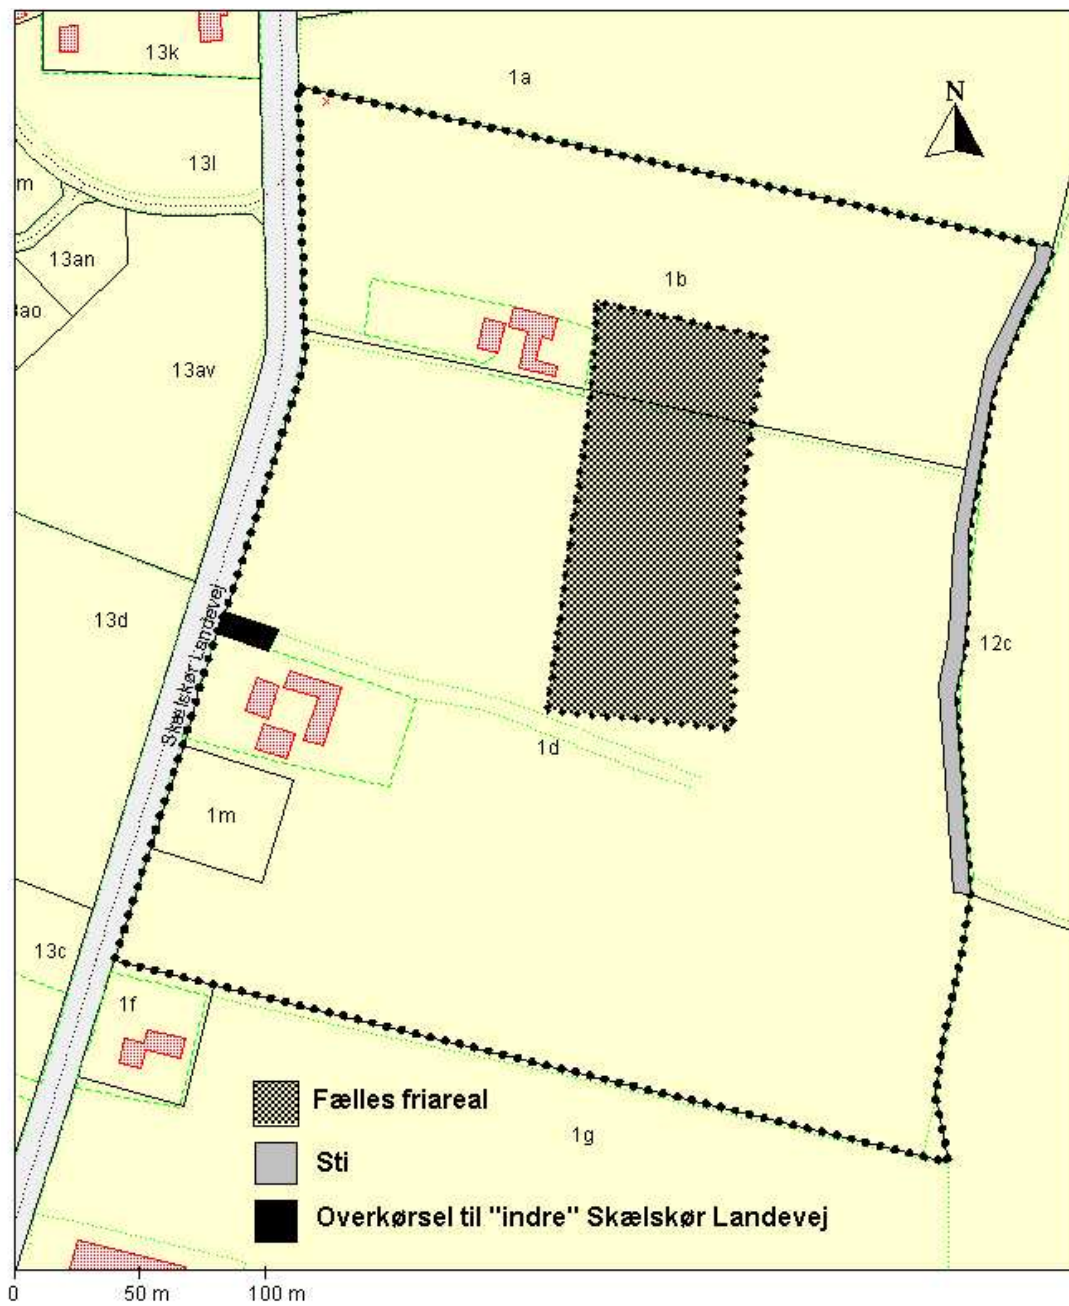 13k
1a
N
13l
m
13an
1b
ao
13av
13d
Skælskør Landevej
12c
1d
1m
13c
1f
Fælles friareal
1g
Sti
Overkørsel til "indre" Skælskør Landevej
0 50 m 100 m